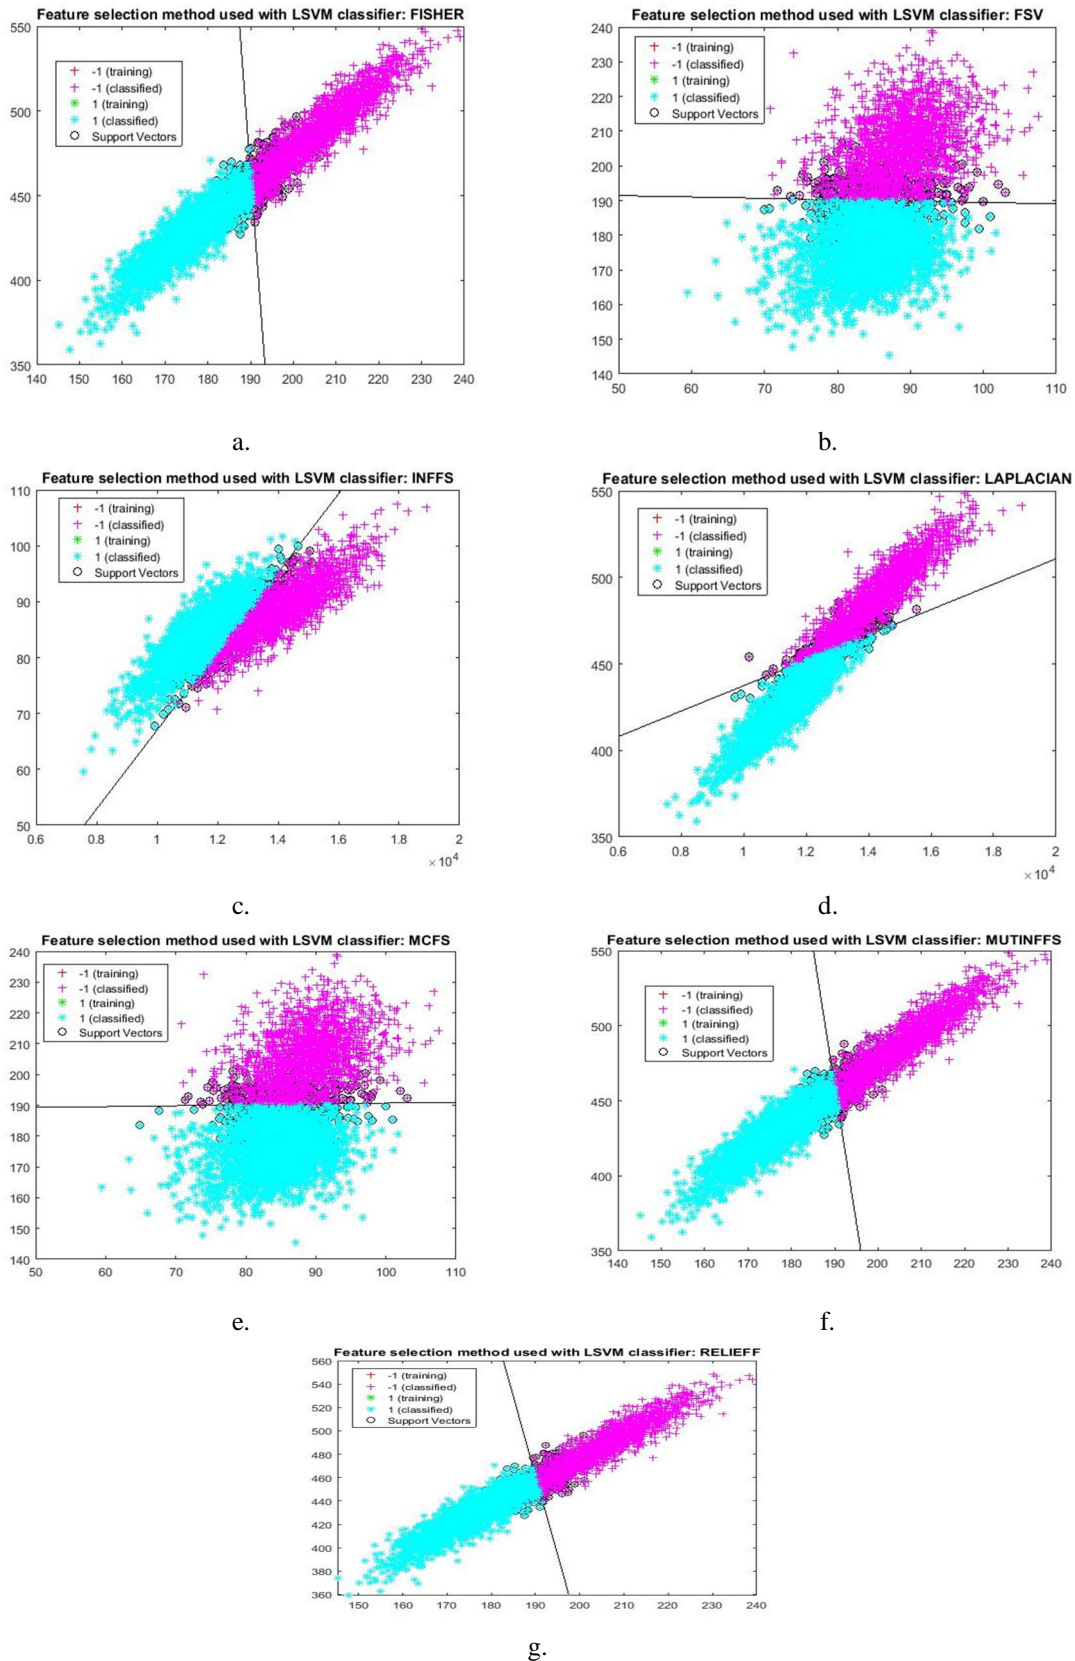 Feature selection method used with LSVM classifier: FISHER
550
500
450
400
350
-1 (training)
-1 (classified)
1 (training)
1 (classified)
Support Vectors
140 150 160 170 180 190 200 210 220 230 240
a.
Feature selection method used with LSVM classifier: FSV
240
230
220
210
200
190
180
170
160
150
140
-1 (training)
-1 (classified)
1 (training)
1 (classified)
Support Vectors
50 60 70 80 90 100 110
b.
Feature selection method used with LSVM classifier: INFFS
110
100
90
80
70
60
50
-1 (training)
-1 (classified)
1 (training)
1 (classified)
Support Vectors
0.6 0.8 1 1.2 1.4 1.6 1.8 2
×10⁴
c.
Feature selection method used with LSVM classifier: LAPLACIAN
550
500
450
400
350
-1 (training)
-1 (classified)
1 (training)
1 (classified)
Support Vectors
0.6 0.8 1 1.2 1.4 1.6 1.8 2
×10⁴
d.
Feature selection method used with LSVM classifier: MCFS
240
230
220
210
200
190
180
170
160
150
140
-1 (training)
-1 (classified)
1 (training)
1 (classified)
Support Vectors
50 60 70 80 90 100 110
e.
Feature selection method used with LSVM classifier: MUTINFFS
550
500
450
400
350
-1 (training)
-1 (classified)
1 (training)
1 (classified)
Support Vectors
140 150 160 170 180 190 200 210 220 230 240
f.
Feature selection method used with LSVM classifier: RELIEFF
560
540
520
500
480
460
440
420
400
380
360
-1 (training)
-1 (classified)
1 (training)
1 (classified)
Support Vectors
150 160 170 180 190 200 210 220 230 240
g.